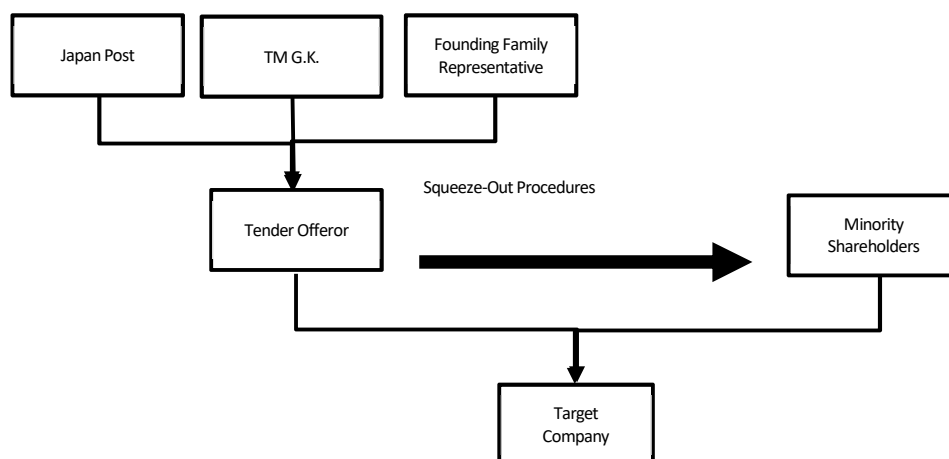 Japan Post
TM G.K.
Founding Family
Representative
Tender Offeror
Squeeze-Out Procedures
Minority
Shareholders
Target
Company